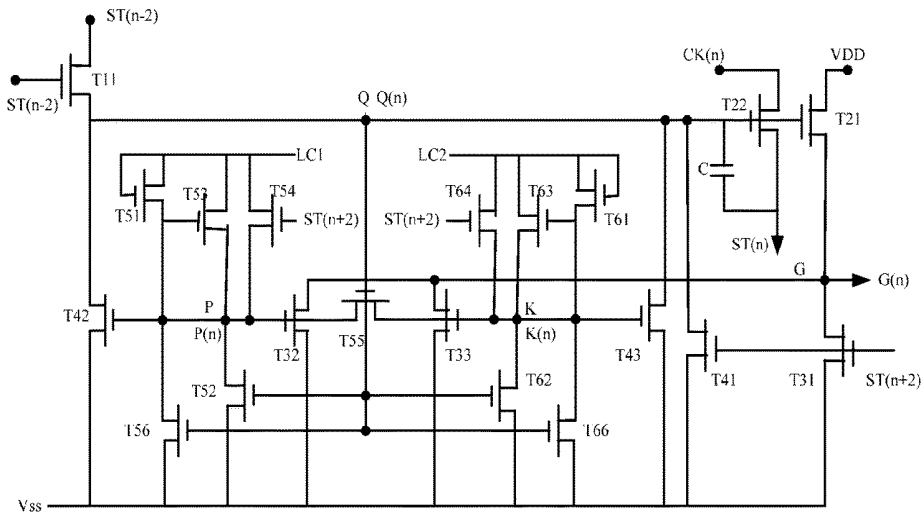 ST(n-2)
T11
ST(n-2)
Q Q(n)
CK(n)
VDD
T22
T21
LC1
LC2
C
T51
T53
T54
T64
T63
T61
ST(n+2)
ST(n+2)
ST(n)
G
G(n)
T42
P
P(n)
T32
T55
T33
K
K(n)
T43
T41
T31
ST(n+2)
T52
T62
T56
T66
Vss